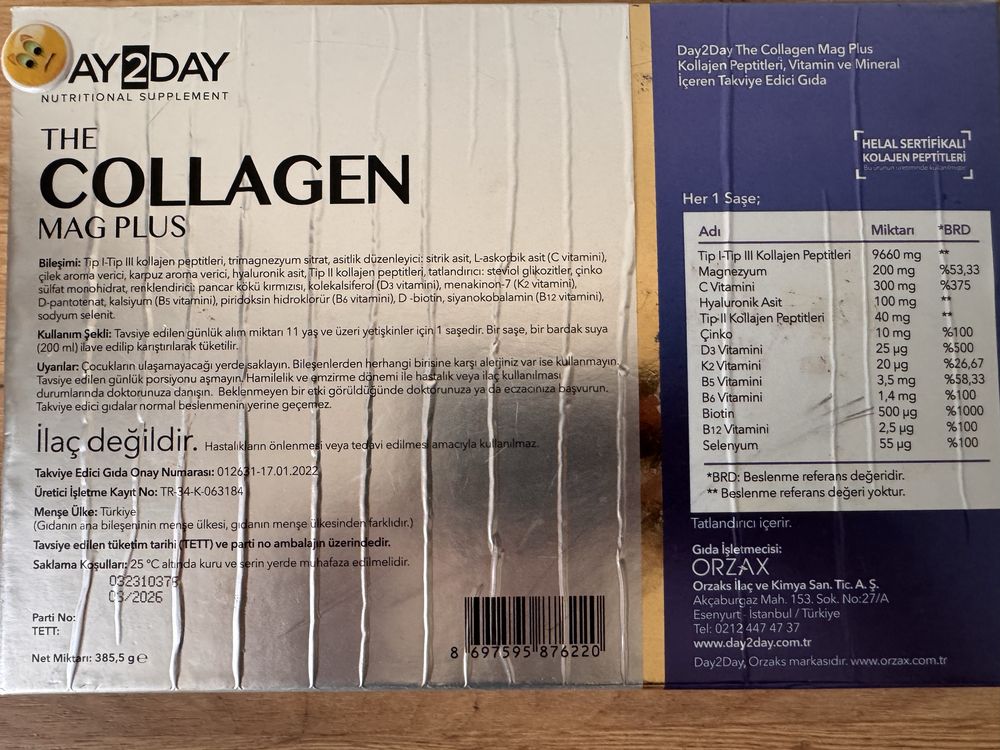 AY2DAY
NUTRITIONAL SUPPLEMENT
THE
COLLAGEN
MAG PLUS
Bileşimi: Tip I-Tip III kollajen peptitleri, trimagnezyum sitrat, asitlik düzenleyici: sitrik asit, L-askorbik asit (C vitamini),
çilek aroma verici, karpuz aroma verici, hyaluronik asit, Tip II kollajen peptitleri, tatlandırıcı: steviol glikozitler, çinko
sülfat monohidrat, renklendirici: pancar kökü kırmızısı, kolekalsiferol (D3 vitamini), menakinon-7 (K2 vitamini),
D-pantotenat, kalsiyum (B5 vitamini), piridoksin hidroklorür (B6 vitamini), D -biotin, siyanokobalamin (B12 vitamini),
sodyum selenit.
Kullanım Şekli: Tavsiye edilen günlük alım miktarı 11 yaş ve üzeri yetişkinler için 1 saşedir. Bir saşe, bir bardak suya
(200 ml) ilave edilip karıştırılarak tüketilir.
Uyarılar: Çocukların ulaşamayacağı yerde saklayın. Bileşenlerden herhangi birisine karşı alerjiniz var ise kullanmayın.
Tavsiye edilen günlük porsiyonu aşmayın. Hamilelik ve emzirme dönemi ile hastalık veya ilaç kullanılması
durumlarında doktorunuza danışın. Beklenmeyen bir etki görüldüğünde doktorunuza ya da eczacınıza başvurun.
Takviye edici gıdalar normal beslenmenin yerine geçemez.
İlaç değildir. Hastalıkların önlenmesi veya tedavi edilmesi amacıyla kullanılmaz.
Takviye Edici Gıda Onay Numarası: 012631-17.01.2022
Üretici İşletme Kayıt No: TR-34-K-063184
Menşe Ülke: Türkiye
(Gıdanın ana bileşeninin menşe ülkesi, gıdanın menşe ülkesinden farklıdır.)
Tavsiye edilen tüketim tarihi (TETT) ve parti no ambalajın üzerindedir.
Saklama Koşulları: 25 °C altında kuru ve serin yerde muhafaza edilmelidir.
032310378
03/2026
Parti No:
TETT:
Net Miktarı: 385,5 g e
8 697595 876220
Day2Day The Collagen Mag Plus
Kollajen Peptitleri, Vitamin ve Mineral
İçeren Takviye Edici Gıda
HELAL SERTİFİKALI
KOLAJEN PEPTİTLERİ
Bu ürünün üretiminde kullanılmıştır.
Her 1 Saşe;
Adı Miktarı *BRD
Tip I-Tip III Kollajen Peptitleri 9660 mg **
Magnezyum 200 mg %53,33
C Vitamini 300 mg %375
Hyaluronik Asit 100 mg **
Tip II Kollajen Peptitleri 40 mg **
Çinko 10 mg %100
D3 Vitamini 25 µg %500
K2 Vitamini 20 µg %26,67
B5 Vitamini 3,5 mg %58,33
B6 Vitamini 1,4 mg %100
Biotin 500 µg %1000
B12 Vitamini 2,5 µg %100
Selenyum 55 µg %100
*BRD: Beslenme referans değeridir.
** Beslenme referans değeri yoktur.
Tatlandırıcı içerir.
Gıda İşletmecisi:
ORZAX
Orzaks İlaç ve Kimya San. Tic. A. Ş.
Akçaburgaz Mah. 153. Sok. No:27/A
Esenyurt - İstanbul / Türkiye
Tel: 0212 447 47 37
www.day2day.com.tr
Day2Day, Orzaks markasıdır. www.orzax.com.tr